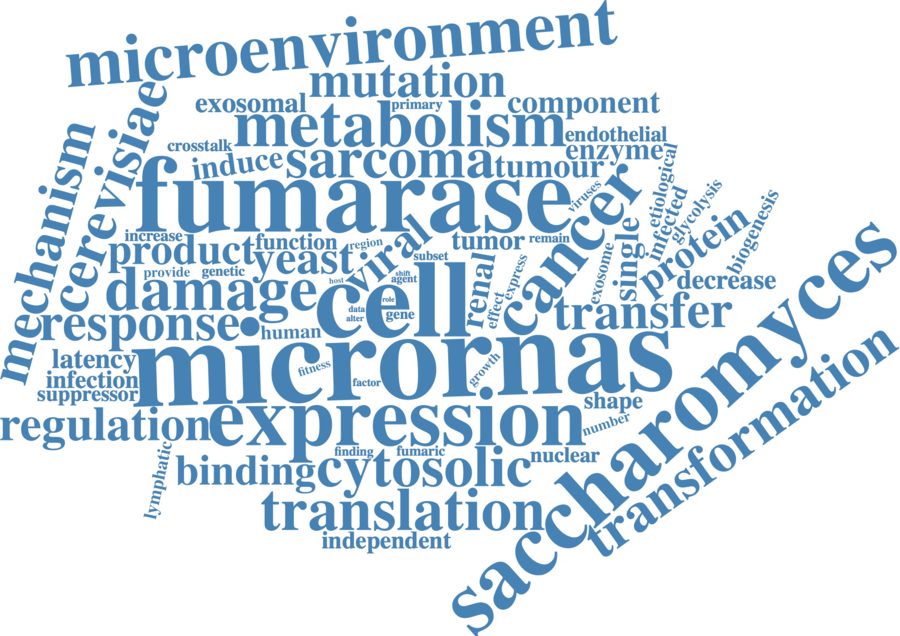 microenvironment
mutation
exosomal
primary
component
cerevisiae
metabolism
endothelial
crosstalk
enzyme
mechanism
induce
sarcoma
tumour
etiological
fumarase
viruses
cancer
infected
glycolysis
increase
product
function
region
viral
tumor
remain
single
protein
biogenesis
yeast
subset
provide
genetic
host
shift
agent
renal
express
effect
exosome
decrease
damage
cell
role
data
alter
gene
transfer
saccharomyces
response
human
micrornas
latency
infection
suppressor
fitness
factor
growth
shape
transformation
regulation
expression
number
lymphatic
finding
fumaric
nuclear
binding
cytosolic
translation
independent